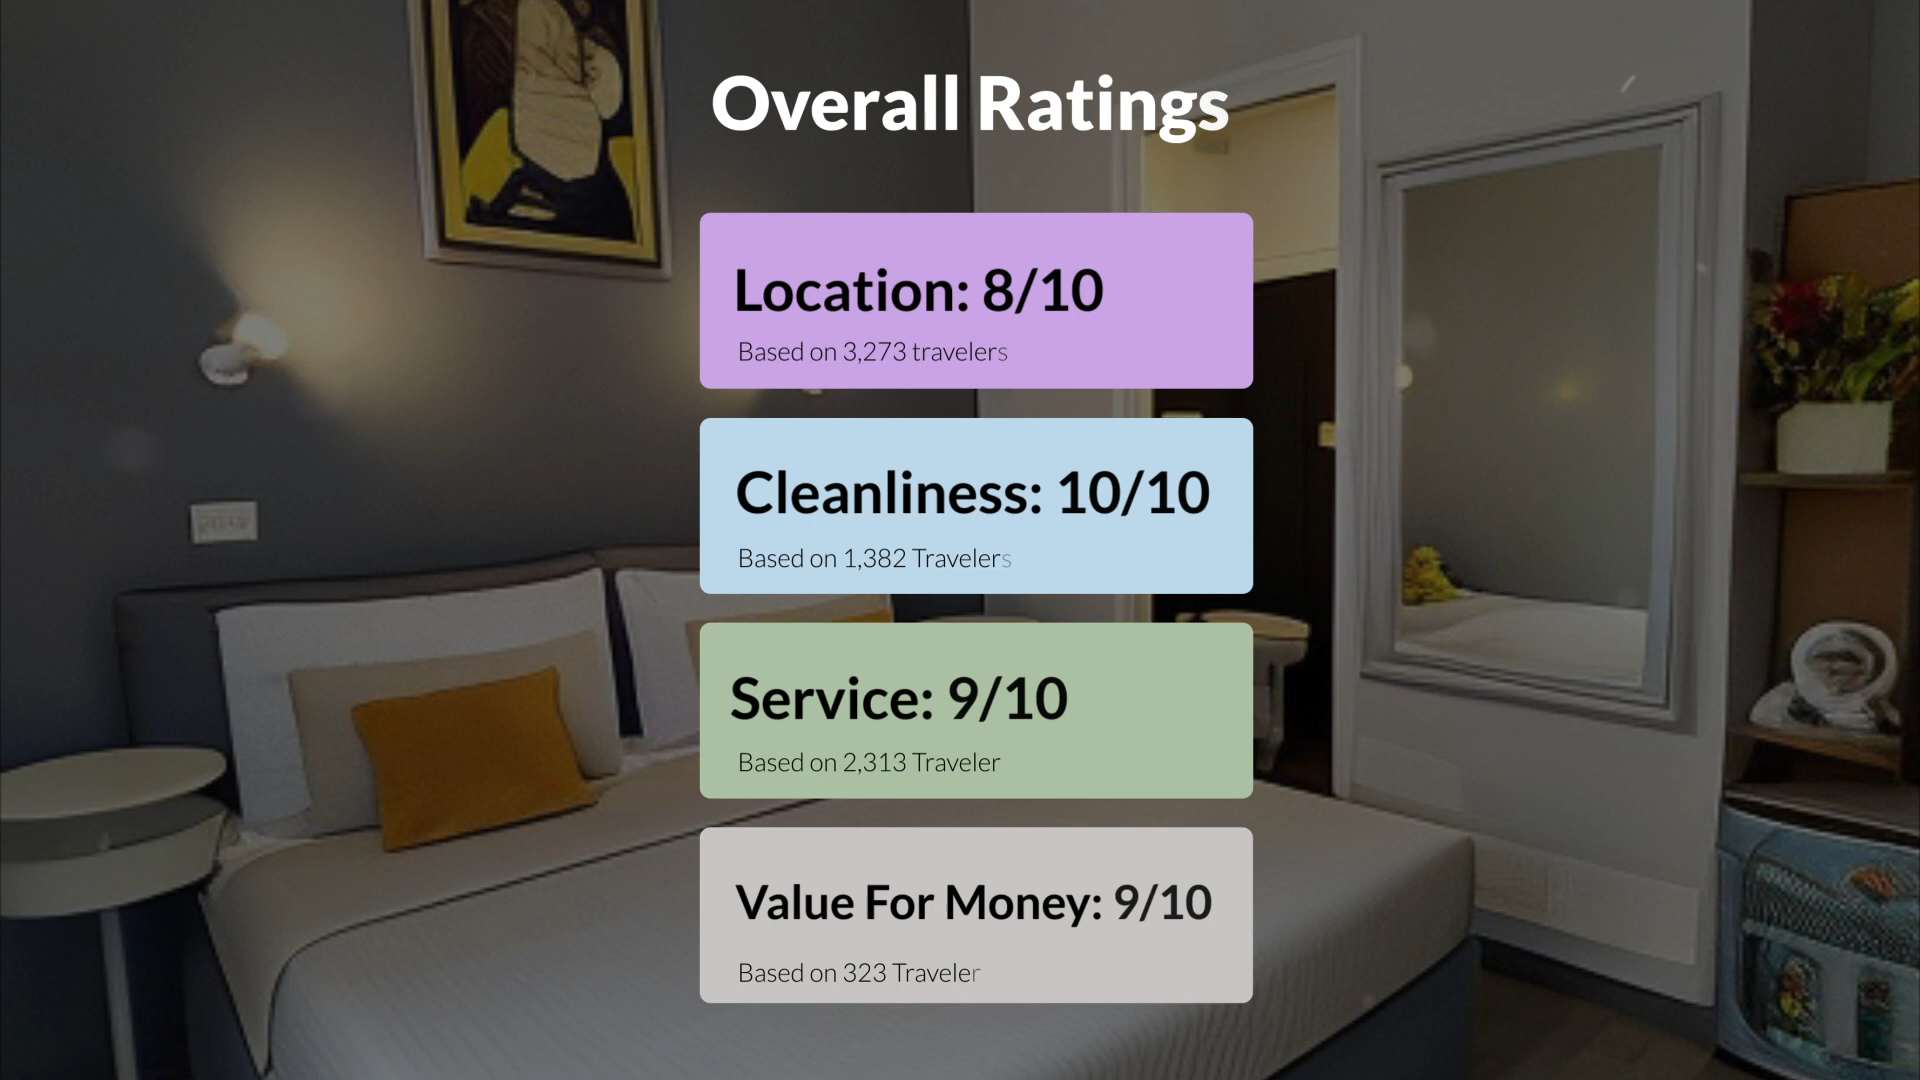 Overall Ratings
Location: 8/10
Based on 3,273 travelers
Cleanliness: 10/10
Based on 1,382 Travelers
Service: 9/10
Based on 2,313 Traveler
Value For Money: 9/10
Based on 323 Traveler